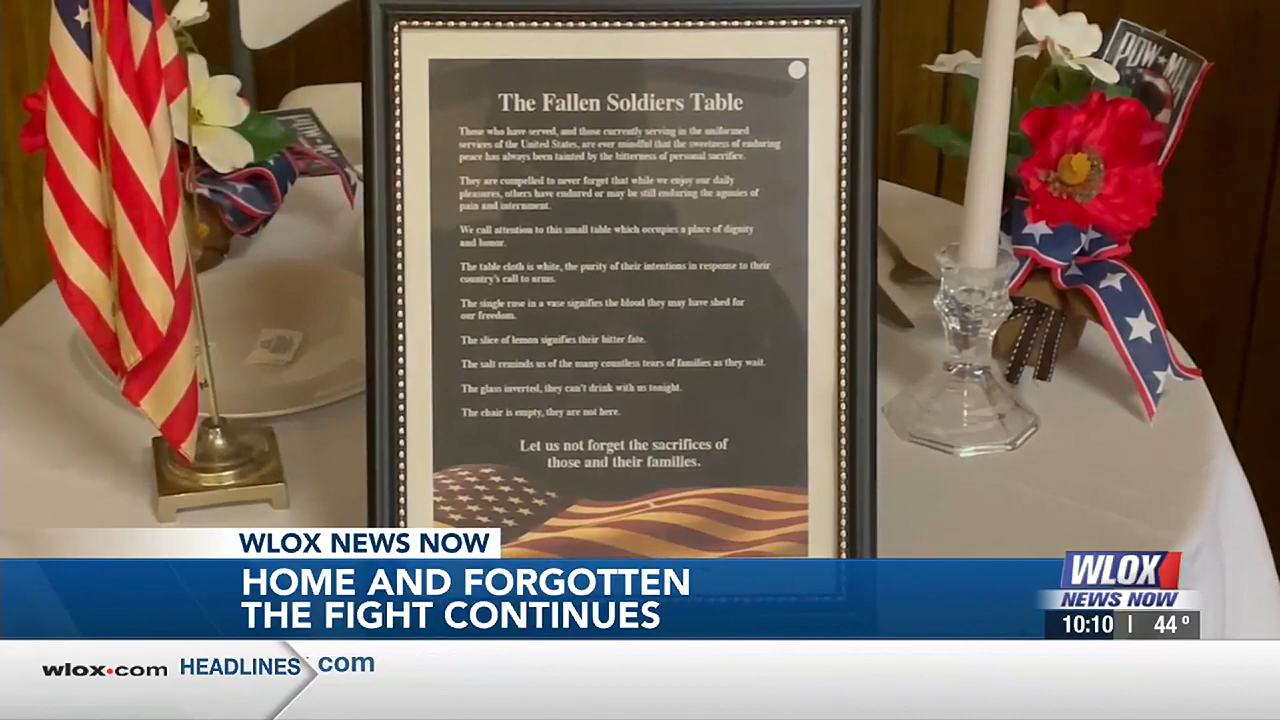 POW★MI
POW★M
The Fallen Soldiers Table
Those who have served, and those currently serving in the uniformed
services of the United States, are ever mindful that the sweetness of enduring
peace has always been tainted by the bitterness of personal sacrifice.
They are compelled to never forget that while we enjoy our daily
pleasures, others have endured or may be still enduring the agonies of
pain and internment.
We call attention to this small table which occupies a place of dignity
and honor.
The table cloth is white, the purity of their intentions in response to their
country's call to arms.
The single rose in a vase signifies the blood they may have shed for
our freedom.
The slice of lemon signifies their bitter fate.
The salt reminds us of the many countless tears of families as they wait.
The glass inverted, they can't drink with us tonight.
The chair is empty, they are not here.
Let us not forget the sacrifices of
those and their families.
WLOX NEWS NOW
HOME AND FORGOTTEN
THE FIGHT CONTINUES
WLOX
NEWS NOW
10:10 | 44°
wlox.com HEADLINES com